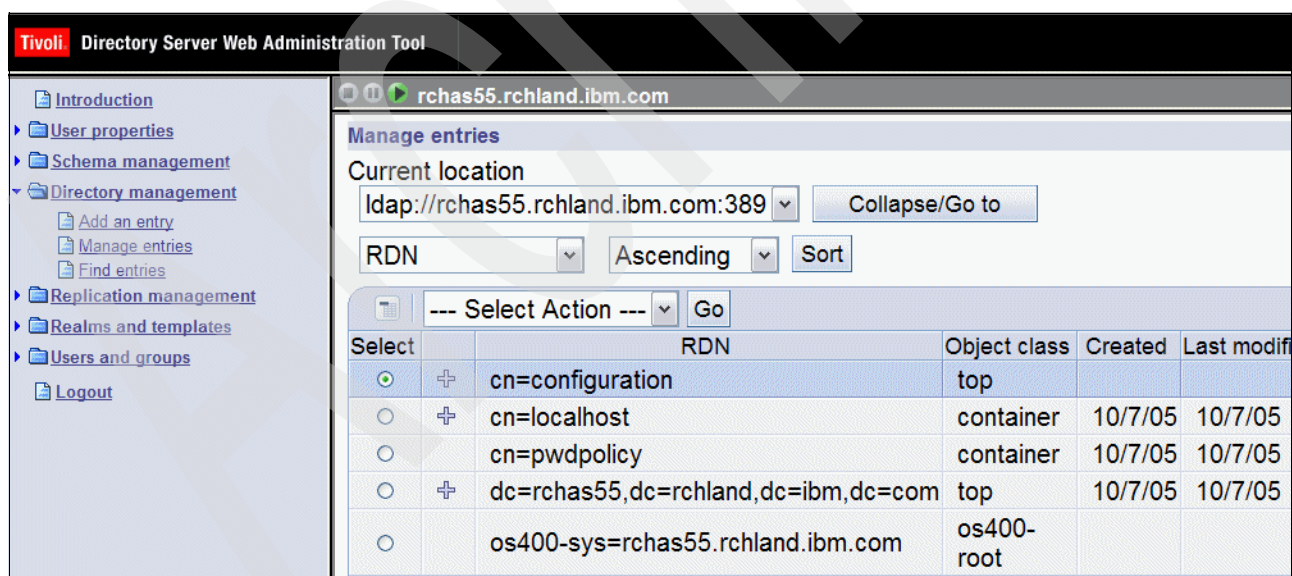 Tivoli. Directory Server Web Administration Tool
Introduction
User properties
Schema management
Directory management
Add an entry
Manage entries
Find entries
Replication management
Realms and templates
Users and groups
Logout
rchas55.rchland.ibm.com
Manage entries
Current location
ldap://rchas55.rchland.ibm.com:389 Collapse/Go to
RDN Ascending Sort
--- Select Action --- Go
Select RDN Object class Created Last modifi
cn=configuration top
cn=localhost container 10/7/05 10/7/05
cn=pwdpolicy container 10/7/05 10/7/05
dc=rchas55,dc=rchland,dc=ibm,dc=com top 10/7/05 10/7/05
os400-sys=rchas55.rchland.ibm.com os400-
root